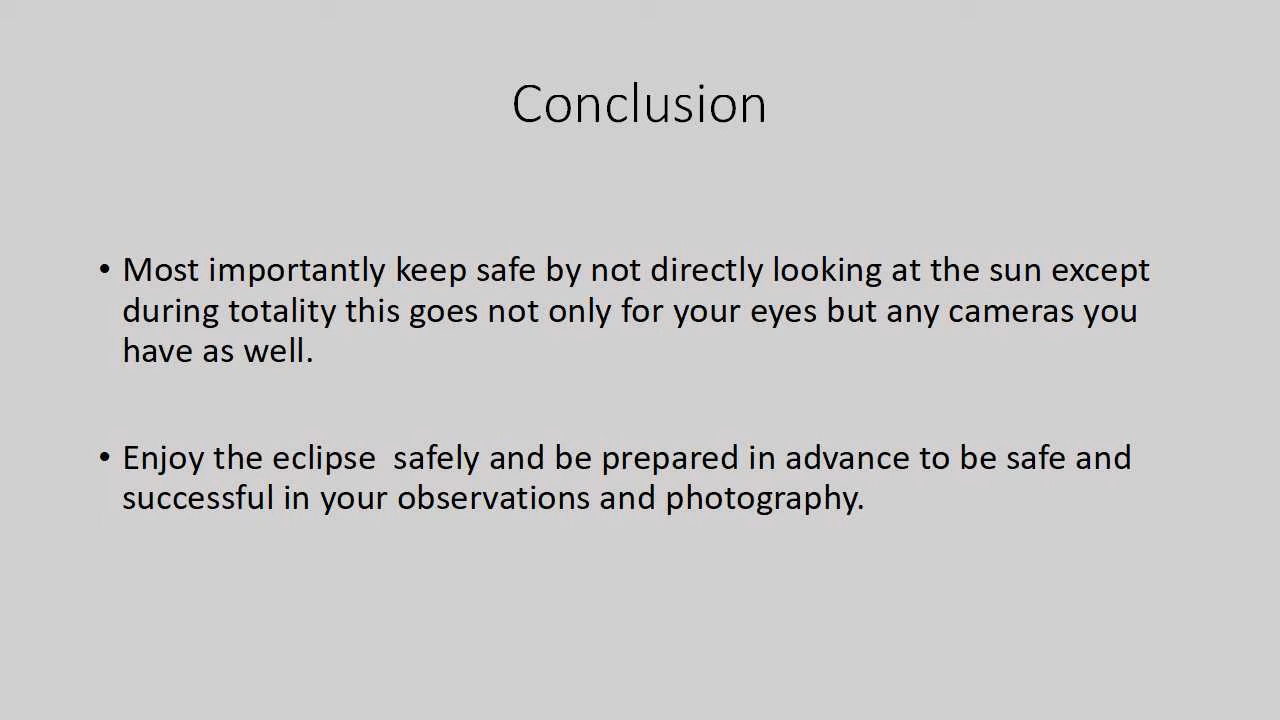 Conclusion
• Most importantly keep safe by not directly looking at the sun except
during totality this goes not only for your eyes but any cameras you
have as well.
• Enjoy the eclipse  safely and be prepared in advance to be safe and
successful in your observations and photography.